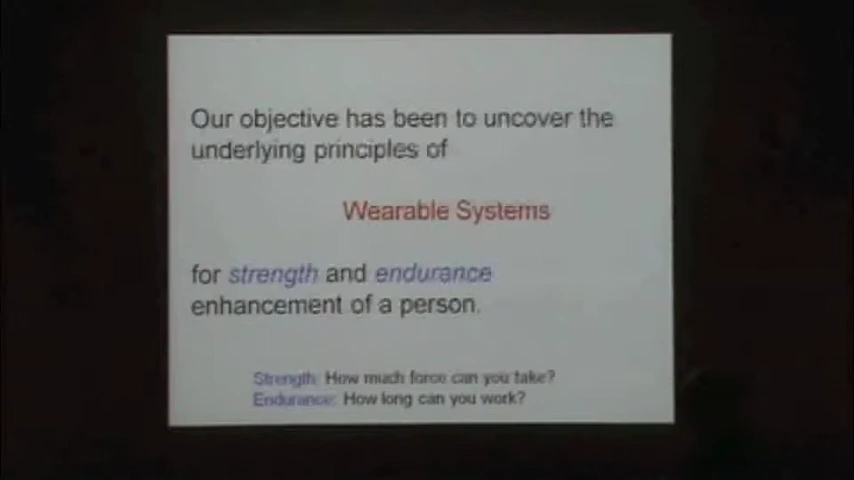 Our objective has been to uncover the
underlying principles of
Wearable Systems
for strength and endurance
enhancement of a person.
Strength: How much force can you take?
Endurance: How long can you work?